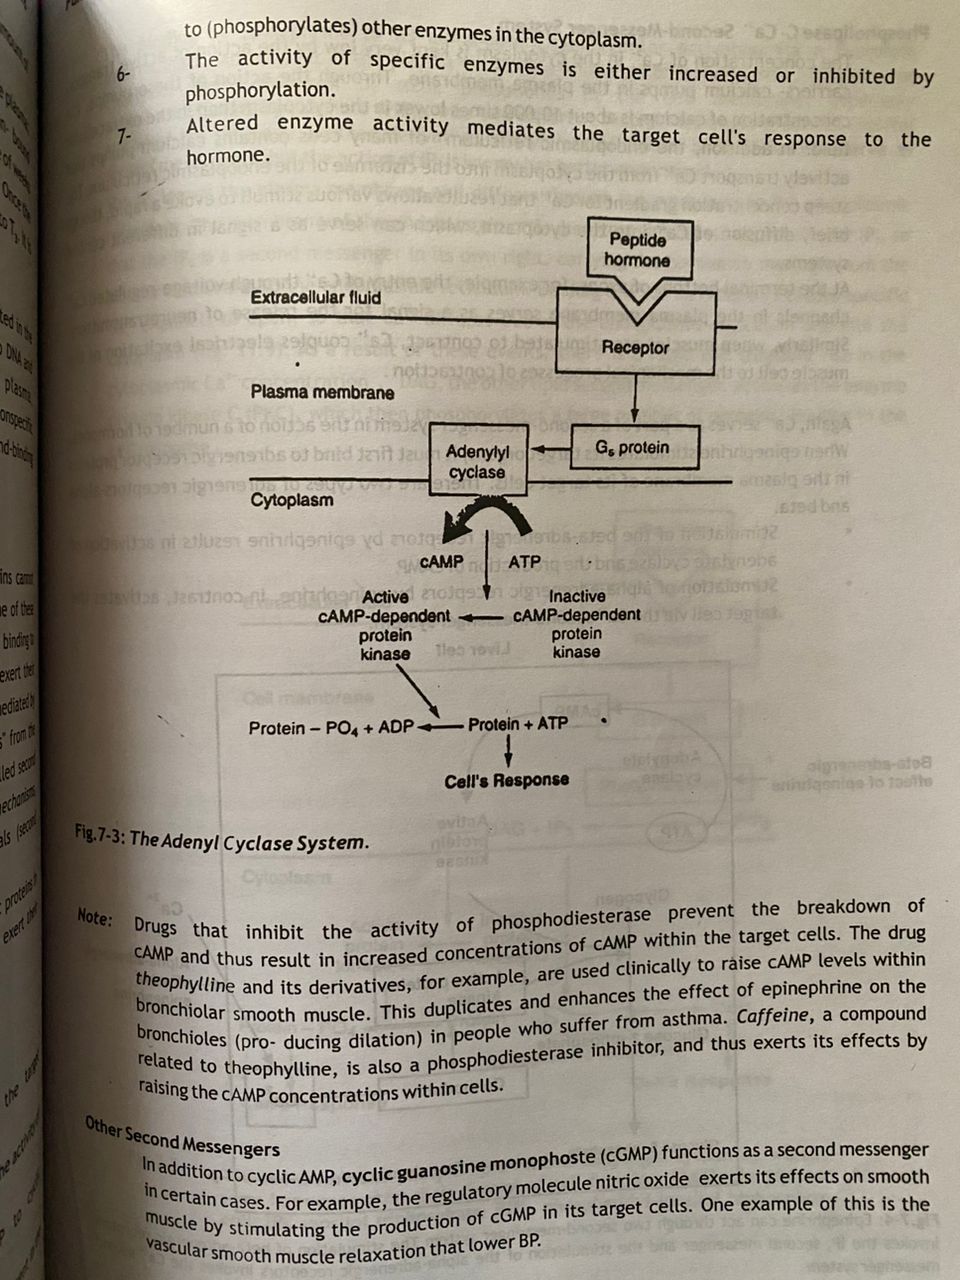 to (phosphorylates) other enzymes in the cytoplasm.
6- The activity of specific enzymes is either increased or inhibited by
phosphorylation.
7- Altered enzyme activity mediates the target cell's response to the
hormone.
Peptide
hormone
Extracellular fluid
Receptor
Plasma membrane
Adenylyl
cyclase
Gs protein
Cytoplasm
cAMP
ATP
Active
cAMP-dependent
protein
kinase
Inactive
cAMP-dependent
protein
kinase
Protein – PO4 + ADP
Protein + ATP
Cell's Response
Fig.7-3: The Adenyl Cyclase System.
Note: Drugs that inhibit the activity of phosphodiesterase prevent the breakdown of
cAMP and thus result in increased concentrations of cAMP within the target cells. The drug
theophylline and its derivatives, for example, are used clinically to raise cAMP levels within
bronchiolar smooth muscle. This duplicates and enhances the effect of epinephrine on the
bronchioles (pro- ducing dilation) in people who suffer from asthma. Caffeine, a compound
related to theophylline, is also a phosphodiesterase inhibitor, and thus exerts its effects by
raising the cAMP concentrations within cells.
Other Second Messengers
In addition to cyclic AMP, cyclic guanosine monophoste (cGMP) functions as a second messenger
in certain cases. For example, the regulatory molecule nitric oxide exerts its effects on smooth
muscle by stimulating the production of cGMP in its target cells. One example of this is the
vascular smooth muscle relaxation that lower BP.